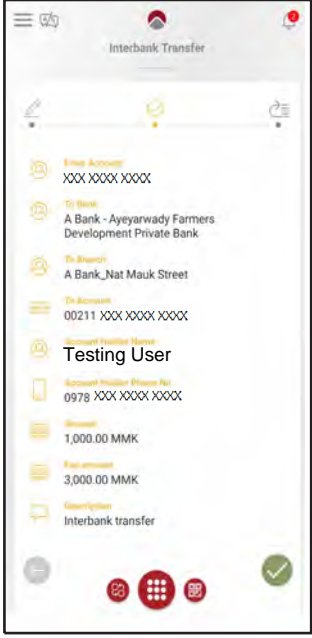 2
Interbank Transfer
From Account
XXX XXXX XXXX
To Bank
A Bank - Ayeyarwady Farmers
Development Private Bank
To Branch
A Bank_Nat Mauk Street
To Account
00211 XXX XXXX XXXX
Account Holder Name
Testing User
Account Holder Phone No
0978 XXX XXXX XXXX
Amount
1,000.00 MMK
Fee amount
3,000.00 MMK
Description
Interbank transfer